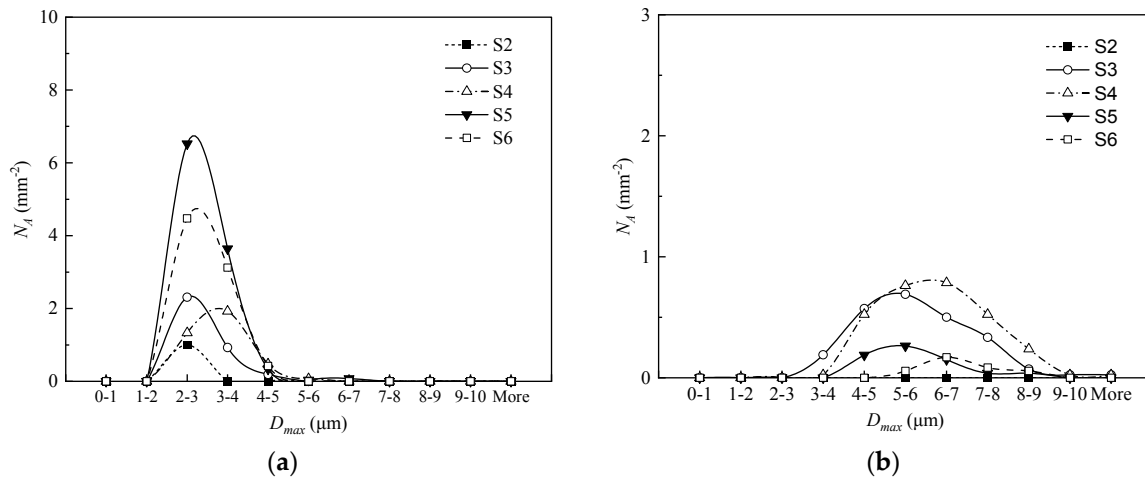 10
8
6
4
2
0
N_A (mm⁻²)
S2
S3
S4
S5
S6
0-1 1-2 2-3 3-4 4-5 5-6 6-7 7-8 8-9 9-10 More
D_max (μm)
(a)
3
2
1
0
N_A (mm⁻²)
S2
S3
S4
S5
S6
0-1 1-2 2-3 3-4 4-5 5-6 6-7 7-8 8-9 9-10 More
D_max (μm)
(b)